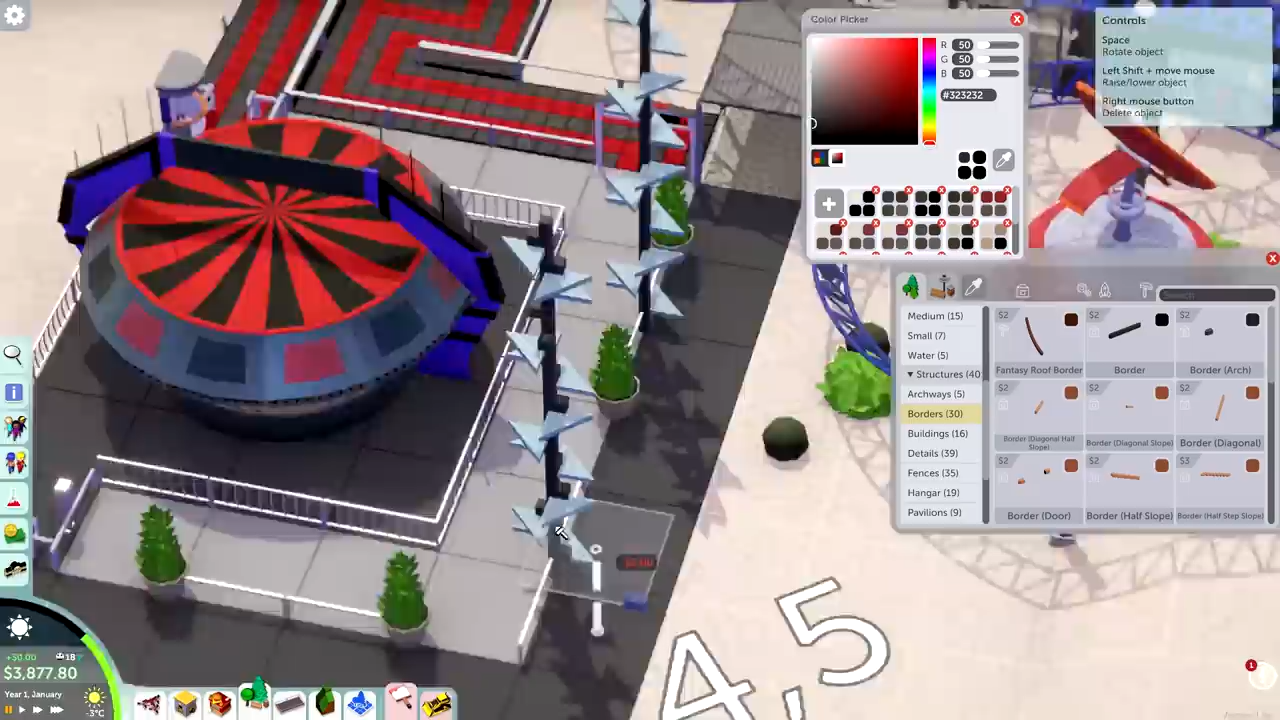 Color Picker
R 50
G 50
B 50
#323232
Controls
Space
Rotate object
Left Shift + move mouse
Raise/lower object
Right mouse button
Delete object
Search
Medium (15)
Small (7)
Water (5)
Structures (40
Archways (5)
Borders (30)
Buildings (16)
Details (39)
Fences (35)
Hangar (19)
Pavilions (9)
$2 $2 $2
Fantasy Roof Border Border Border (Arch)
$2 $2 $2
Border (Diagonal Half Slope) Border (Diagonal Slope) Border (Diagonal)
$2 $2 $3
Border (Door) Border (Half Slope) Border (Half Step Slope)
4,5
+$0.00 18
$3,877.80
Year 1, January
-3°C
1